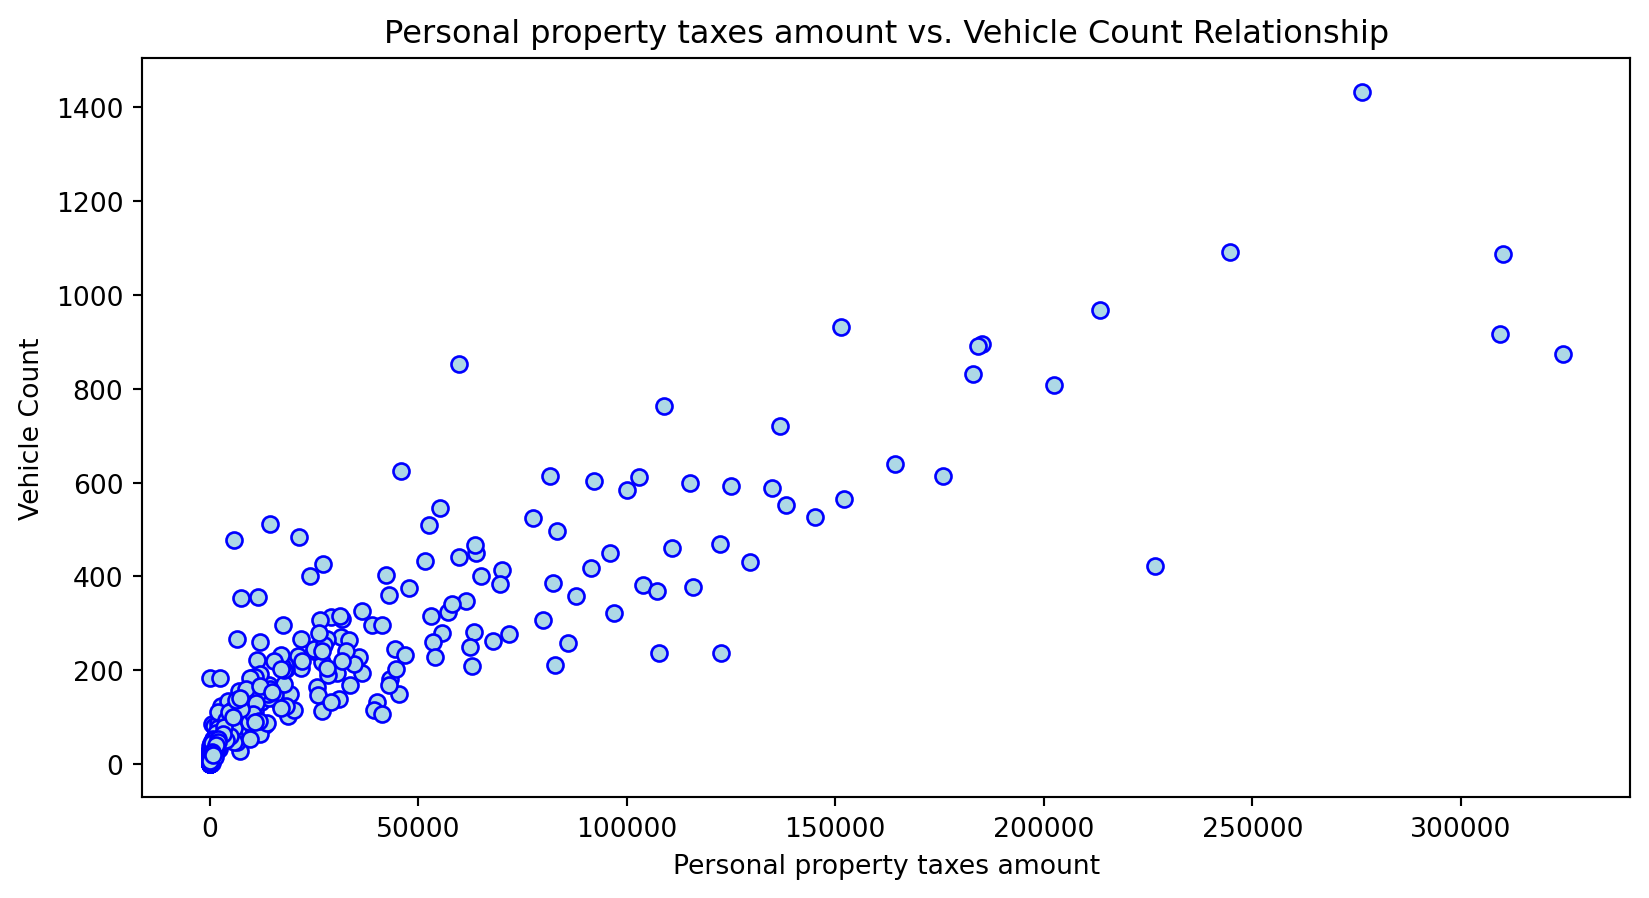 Personal property taxes amount vs. Vehicle Count Relationship
1400
1200
1000
800
600
400
200
0
Vehicle Count
0 50000 100000 150000 200000 250000 300000
Personal property taxes amount